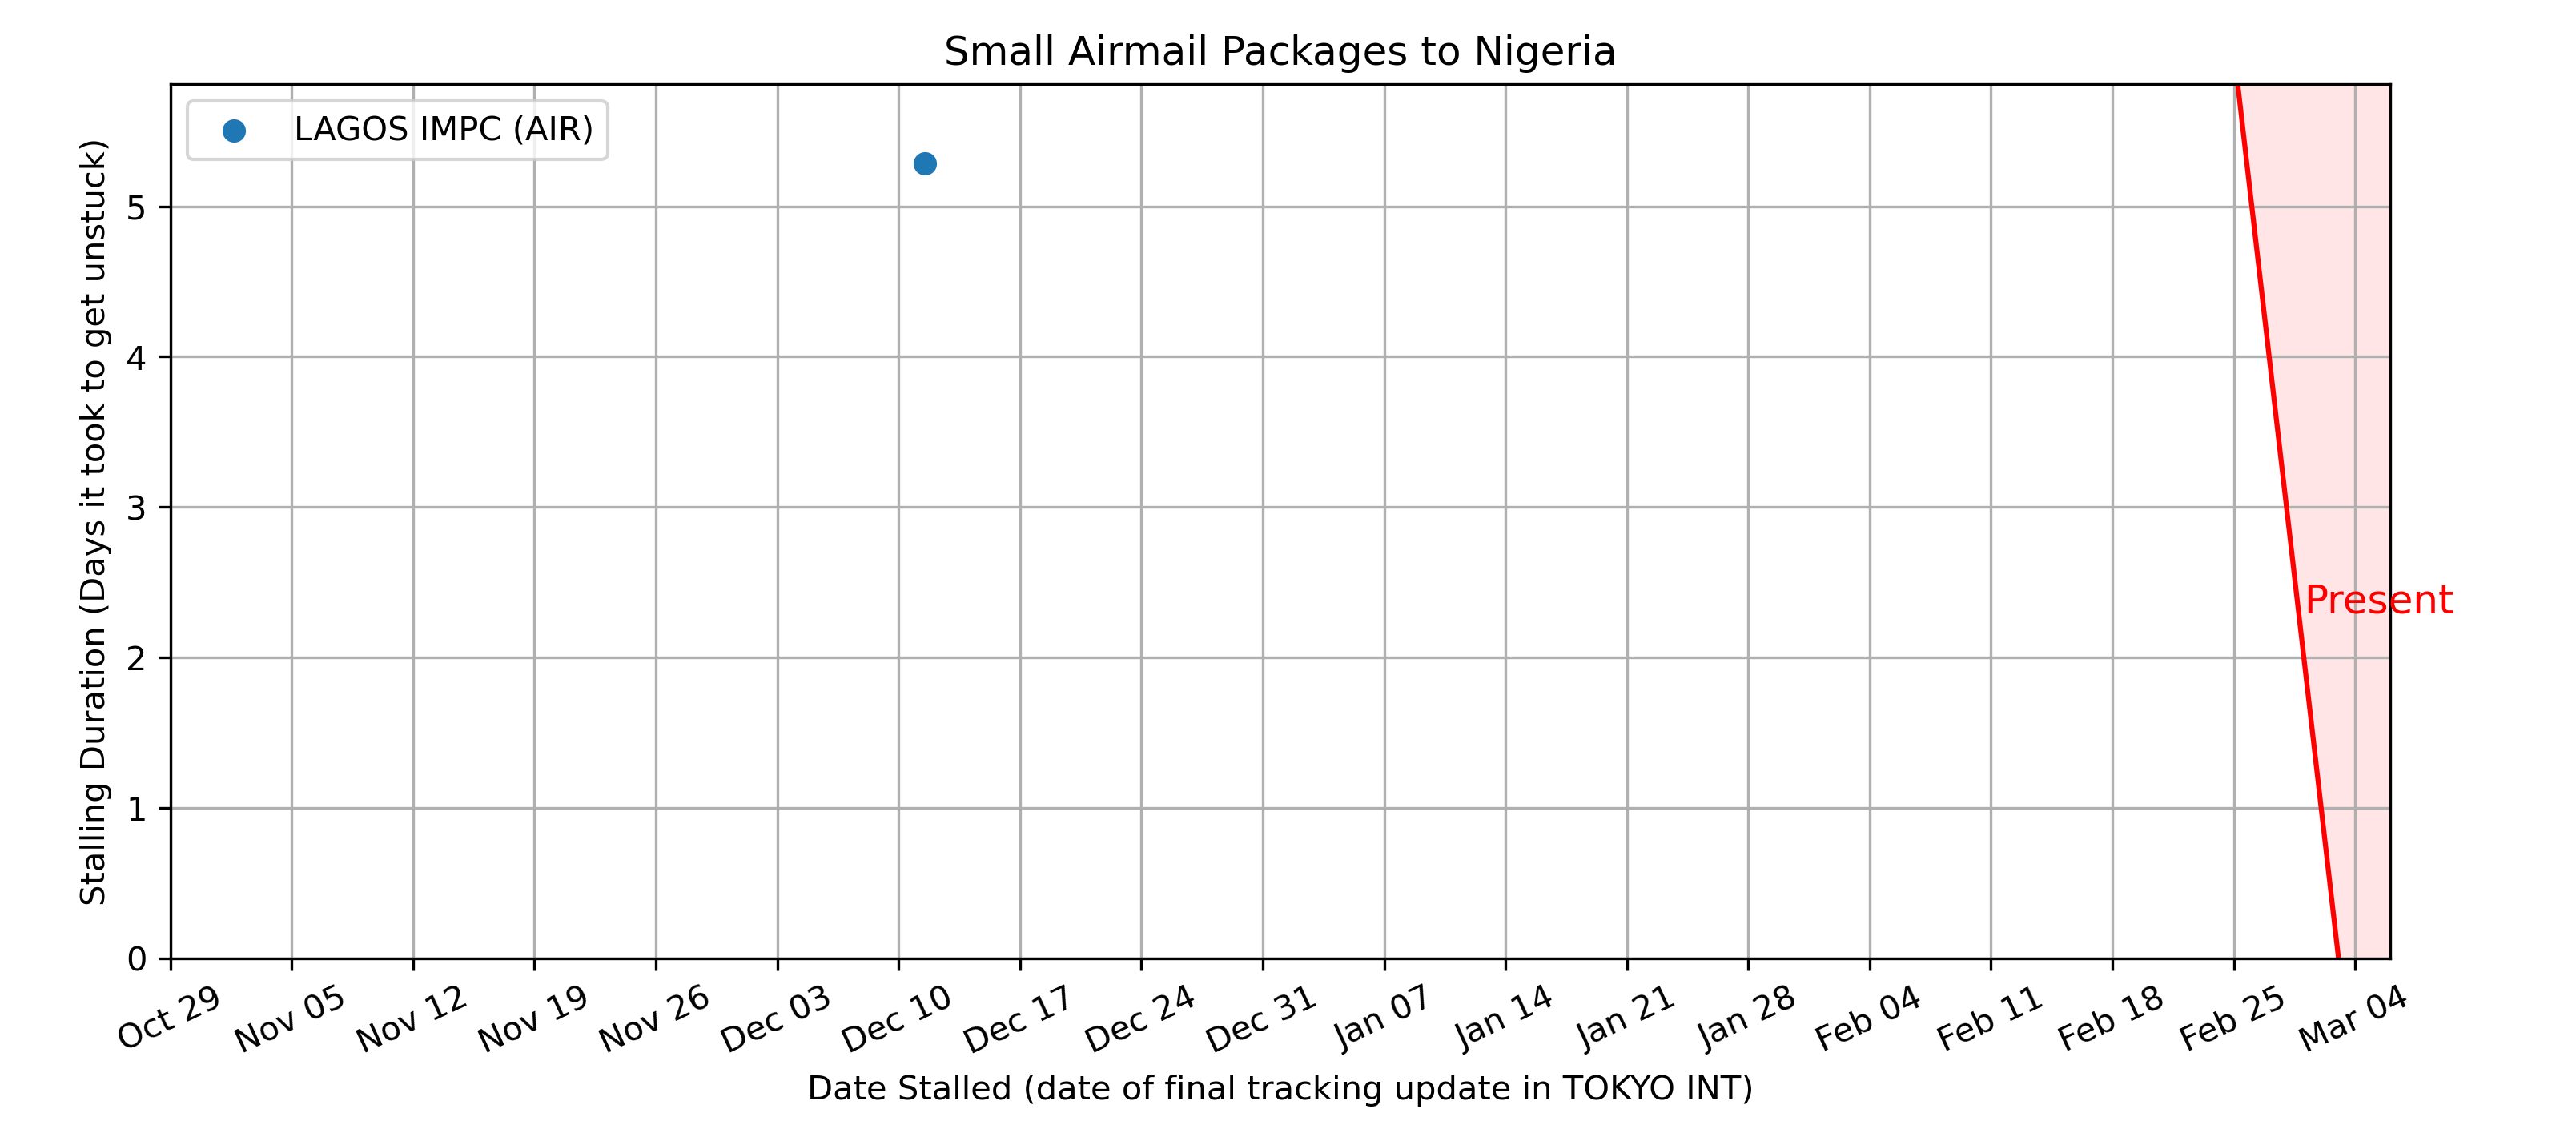 Small Airmail Packages to Nigeria
LAGOS IMPC (AIR)
Stalling Duration (Days it took to get unstuck)
5
4
3
2
1
0
Present
Oct 29
Nov 05
Nov 12
Nov 19
Nov 26
Dec 03
Dec 10
Dec 17
Dec 24
Dec 31
Jan 07
Jan 14
Jan 21
Jan 28
Feb 04
Feb 11
Feb 18
Feb 25
Mar 04
Date Stalled (date of final tracking update in TOKYO INT)